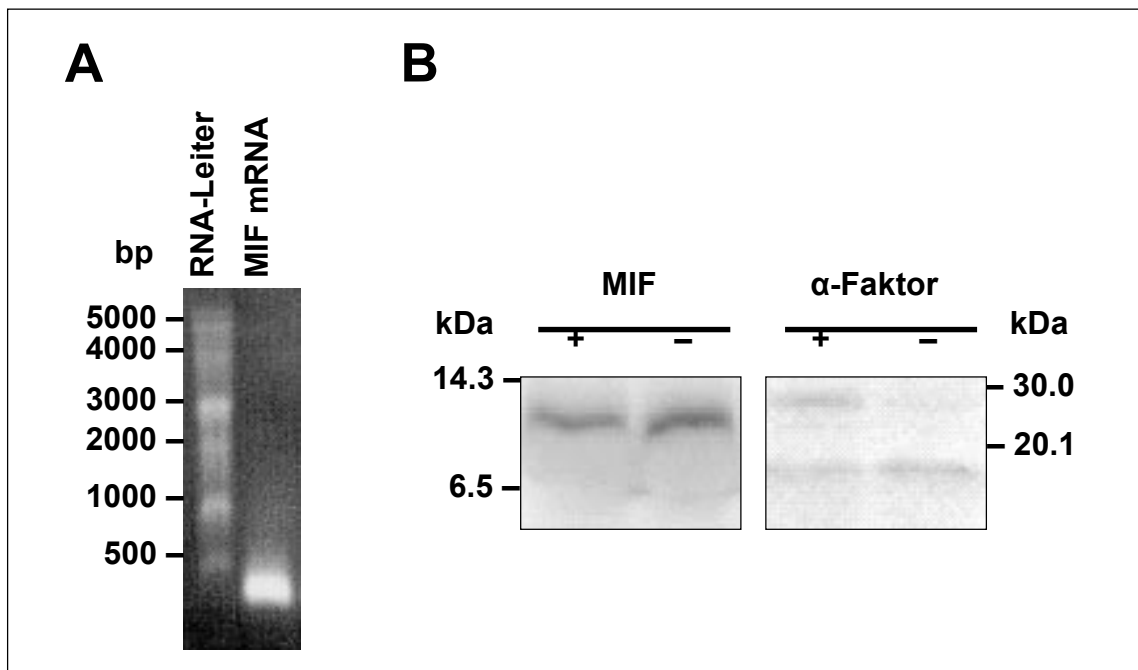 A
RNA-Leiter
MIF mRNA
bp
5000
4000
3000
2000
1000
500
B
MIF
α-Faktor
kDa
+ −
+ −
kDa
14.3
6.5
30.0
20.1